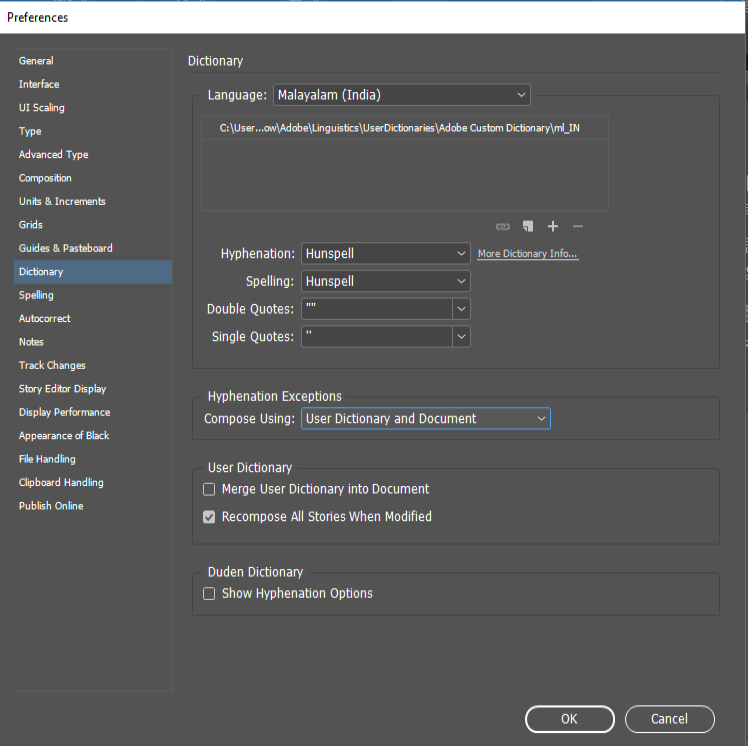 Preferences
General
Interface
UI Scaling
Type
Advanced Type
Composition
Units & Increments
Grids
Guides & Pasteboard
Dictionary
Spelling
Autocorrect
Notes
Track Changes
Story Editor Display
Display Performance
Appearance of Black
File Handling
Clipboard Handling
Publish Online
Dictionary
Language: Malayalam (India)
C:\User...ow\Adobe\Linguistics\UserDictionaries\Adobe Custom Dictionary\ml_IN
Hyphenation: Hunspell More Dictionary Info...
Spelling: Hunspell
Double Quotes: ""
Single Quotes: ''
Hyphenation Exceptions
Compose Using: User Dictionary and Document
User Dictionary
Merge User Dictionary into Document
Recompose All Stories When Modified
Duden Dictionary
Show Hyphenation Options
OK Cancel